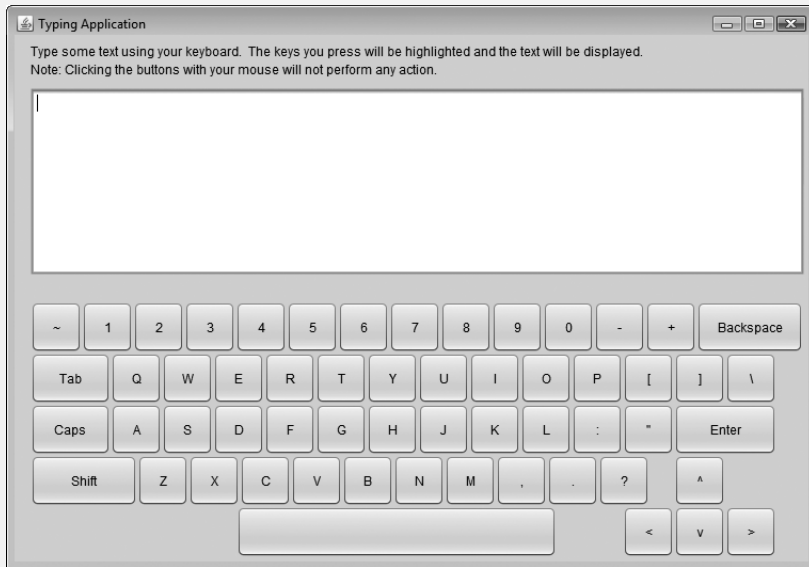 Typing Application
Type some text using your keyboard. The keys you press will be highlighted and the text will be displayed.
Note: Clicking the buttons with your mouse will not perform any action.
~ 1 2 3 4 5 6 7 8 9 0 - + Backspace
Tab Q W E R T Y U I O P [ ] \
Caps A S D F G H J K L : " Enter
Shift Z X C V B N M , . ? ^
< v >